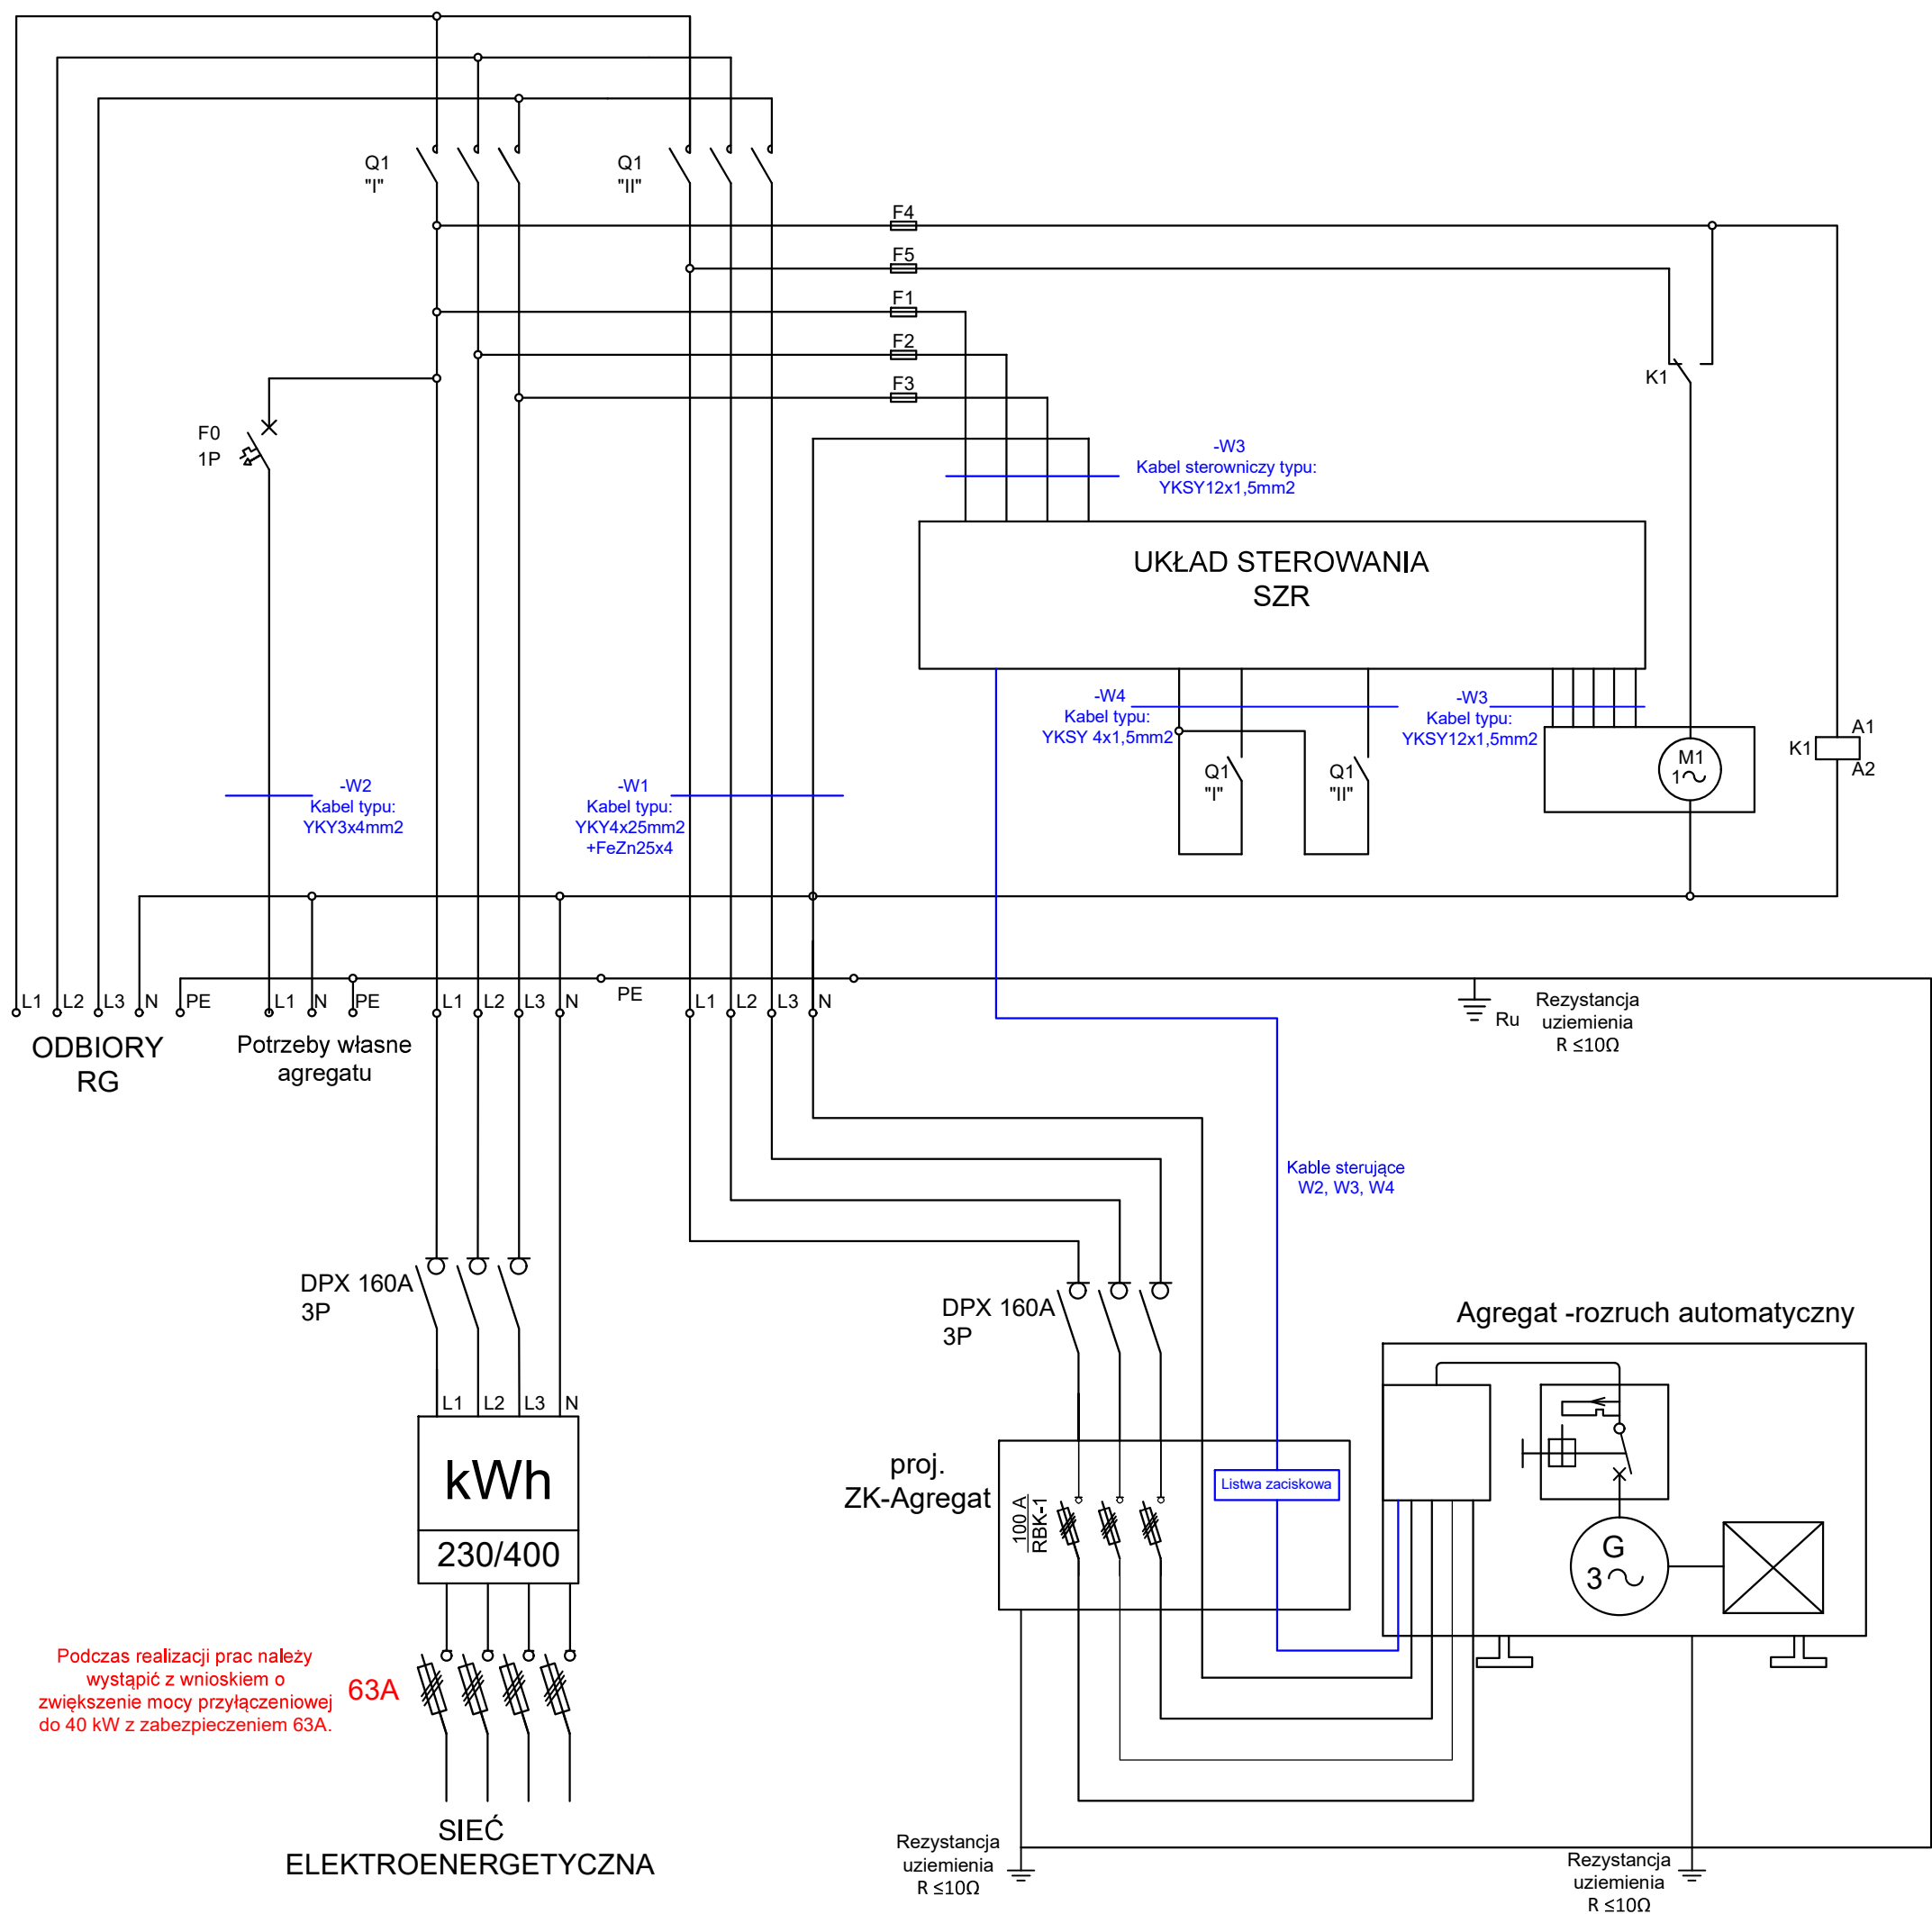 Q1
"I"
Q1
"II"
F4
F5
F1
F2
F3
K1
F0
1P
-W3
Kabel sterowniczy typu:
YKSY12x1,5mm2
UKŁAD STEROWANIA
SZR
-W4
Kabel typu:
YKSY 4x1,5mm2
-W3
Kabel typu:
YKSY12x1,5mm2
Q1
"I"
Q1
"II"
M1
1
K1
A1
A2
-W2
Kabel typu:
YKY3x4mm2
-W1
Kabel typu:
YKY4x25mm2
+FeZn25x4
L1 L2 L3 N PE L1 N PE L1 L2 L3 N PE L1 L2 L3 N
ODBIORY
RG
Potrzeby własne
agregatu
Ru
Rezystancja
uziemienia
R ≤10Ω
Kable sterujące
W2, W3, W4
DPX 160A
3P
DPX 160A
3P
Agregat -rozruch automatyczny
L1 L2 L3 N
kWh
230/400
proj.
ZK-Agregat
100 A
RBK-1
Listwa zaciskowa
G
3
Podczas realizacji prac należy
wystąpić z wnioskiem o
zwiększenie mocy przyłączeniowej
do 40 kW z zabezpieczeniem 63A.
63A
SIEĆ
ELEKTROENERGETYCZNA
Rezystancja
uziemienia
R ≤10Ω
Rezystancja
uziemienia
R ≤10Ω